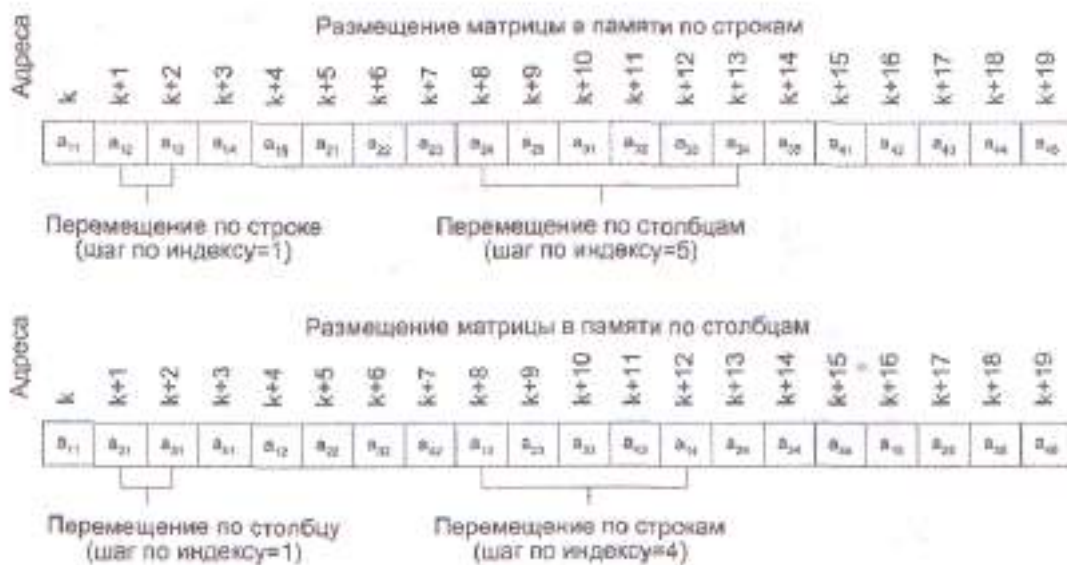 Размещение матрицы в памяти по строкам
Адреса
k k+1 k+2 k+3 k+4 k+5 k+6 k+7 k+8 k+9 k+10 k+11 k+12 k+13 k+14 k+15 k+16 k+17 k+18 k+19
a₁₁ a₁₂ a₁₃ a₁₄ a₁₅ a₂₁ a₂₂ a₂₃ a₂₄ a₂₅ a₃₁ a₃₂ a₃₃ a₃₄ a₃₅ a₄₁ a₄₂ a₄₃ a₄₄ a₄₅
Перемещение по строке
(шаг по индексу=1)
Перемещение по столбцам
(шаг по индексу=5)
Размещение матрицы в памяти по столбцам
Адреса
k k+1 k+2 k+3 k+4 k+5 k+6 k+7 k+8 k+9 k+10 k+11 k+12 k+13 k+14 k+15 k+16 k+17 k+18 k+19
a₁₁ a₂₁ a₃₁ a₄₁ a₁₂ a₂₂ a₃₂ a₄₂ a₁₃ a₂₃ a₃₃ a₄₃ a₁₄ a₂₄ a₃₄ a₄₄ a₁₅ a₂₅ a₃₅ a₄₅
Перемещение по столбцу
(шаг по индексу=1)
Перемещение по строкам
(шаг по индексу=4)